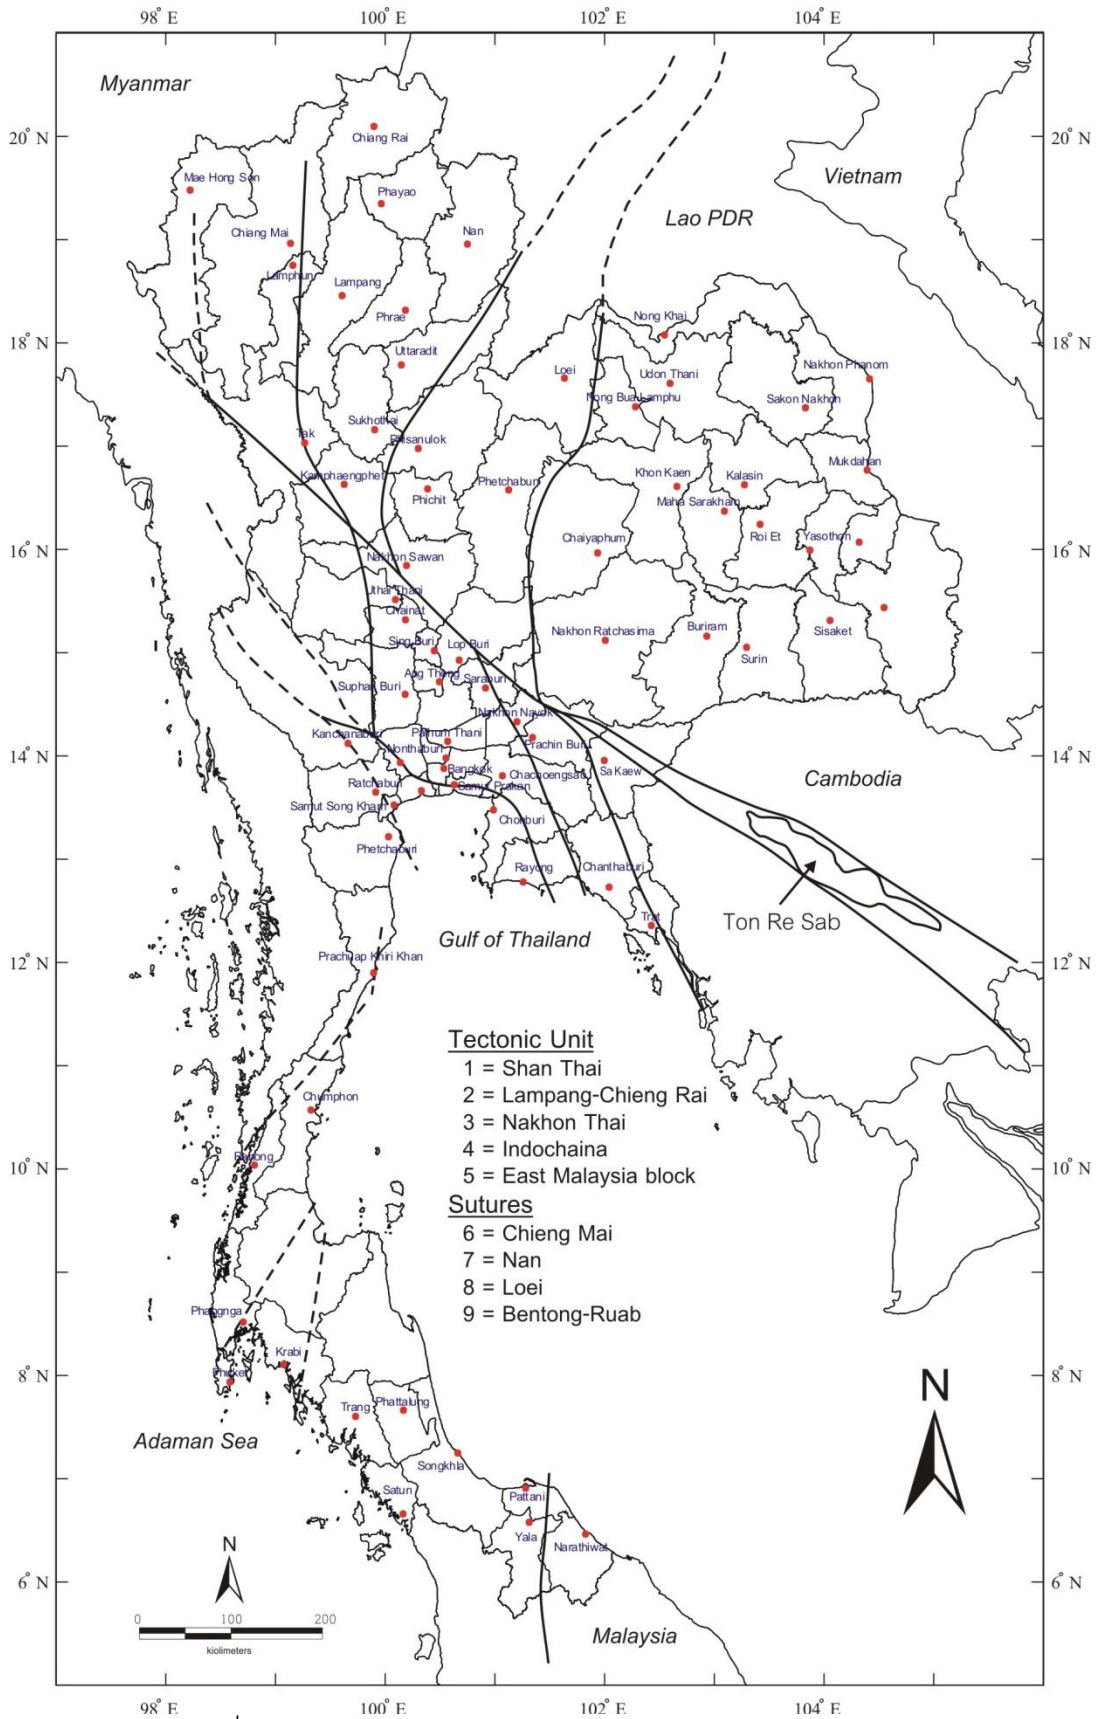 98° E 100° E 102° E 104° E
Myanmar
20° N 20° N
Chiang Rai
Mae Hong Son
Vietnam
Phayao
Lao PDR
Chiang Mai
Nan
Lamphun
Lampang
Phrae
Nong Khai
18° N 18° N
Uttaradit
Loei
Udon Thani
Nakhon Phanom
Nong Bua Lamphu
Sakon Nakhon
Sukhothai
Tak
Phisanulok
Mukdahan
Kamphaengphet
Phetchabun
Khon Kaen
Kalasin
Phichit
Maha Sarakham
Chaiyaphum
Roi Et
Yasothon
16° N 16° N
Nakhon Sawan
Uthai Thani
Chainat
Nakhon Ratchasima
Buriram
Sisaket
Sing Buri
Lop Buri
Surin
Ang Thong
Saraburi
Suphan Buri
Nakhon Nayok
Kanchanaburi
Pathum Thani
Prachin Buri
14° N 14° N
Nonthaburi
Bangkok
Chachoengsao
Sa Kaew
Cambodia
Ratchaburi
Samut Prakan
Samut Song Kham
Chonburi
Phetchaburi
Rayong
Chanthaburi
Trat
Ton Re Sab
Gulf of Thailand
Prachuap Khiri Khan
12° N 12° N
Tectonic Unit
1 = Shan Thai
2 = Lampang-Chieng Rai
3 = Nakhon Thai
4 = Indochaina
5 = East Malaysia block
Sutures
6 = Chieng Mai
7 = Nan
8 = Loei
9 = Bentong-Ruab
Chumphon
Ranong
10° N 10° N
Phangnga
Krabi
Phuket
8° N 8° N
Trang
Phattalung
N
Adaman Sea
Songkhla
Satun
Pattani
Yala
Narathiwat
N
6° N 6° N
0 100 200
kiolimeters
Malaysia
98° E 100° E 102° E 104° E